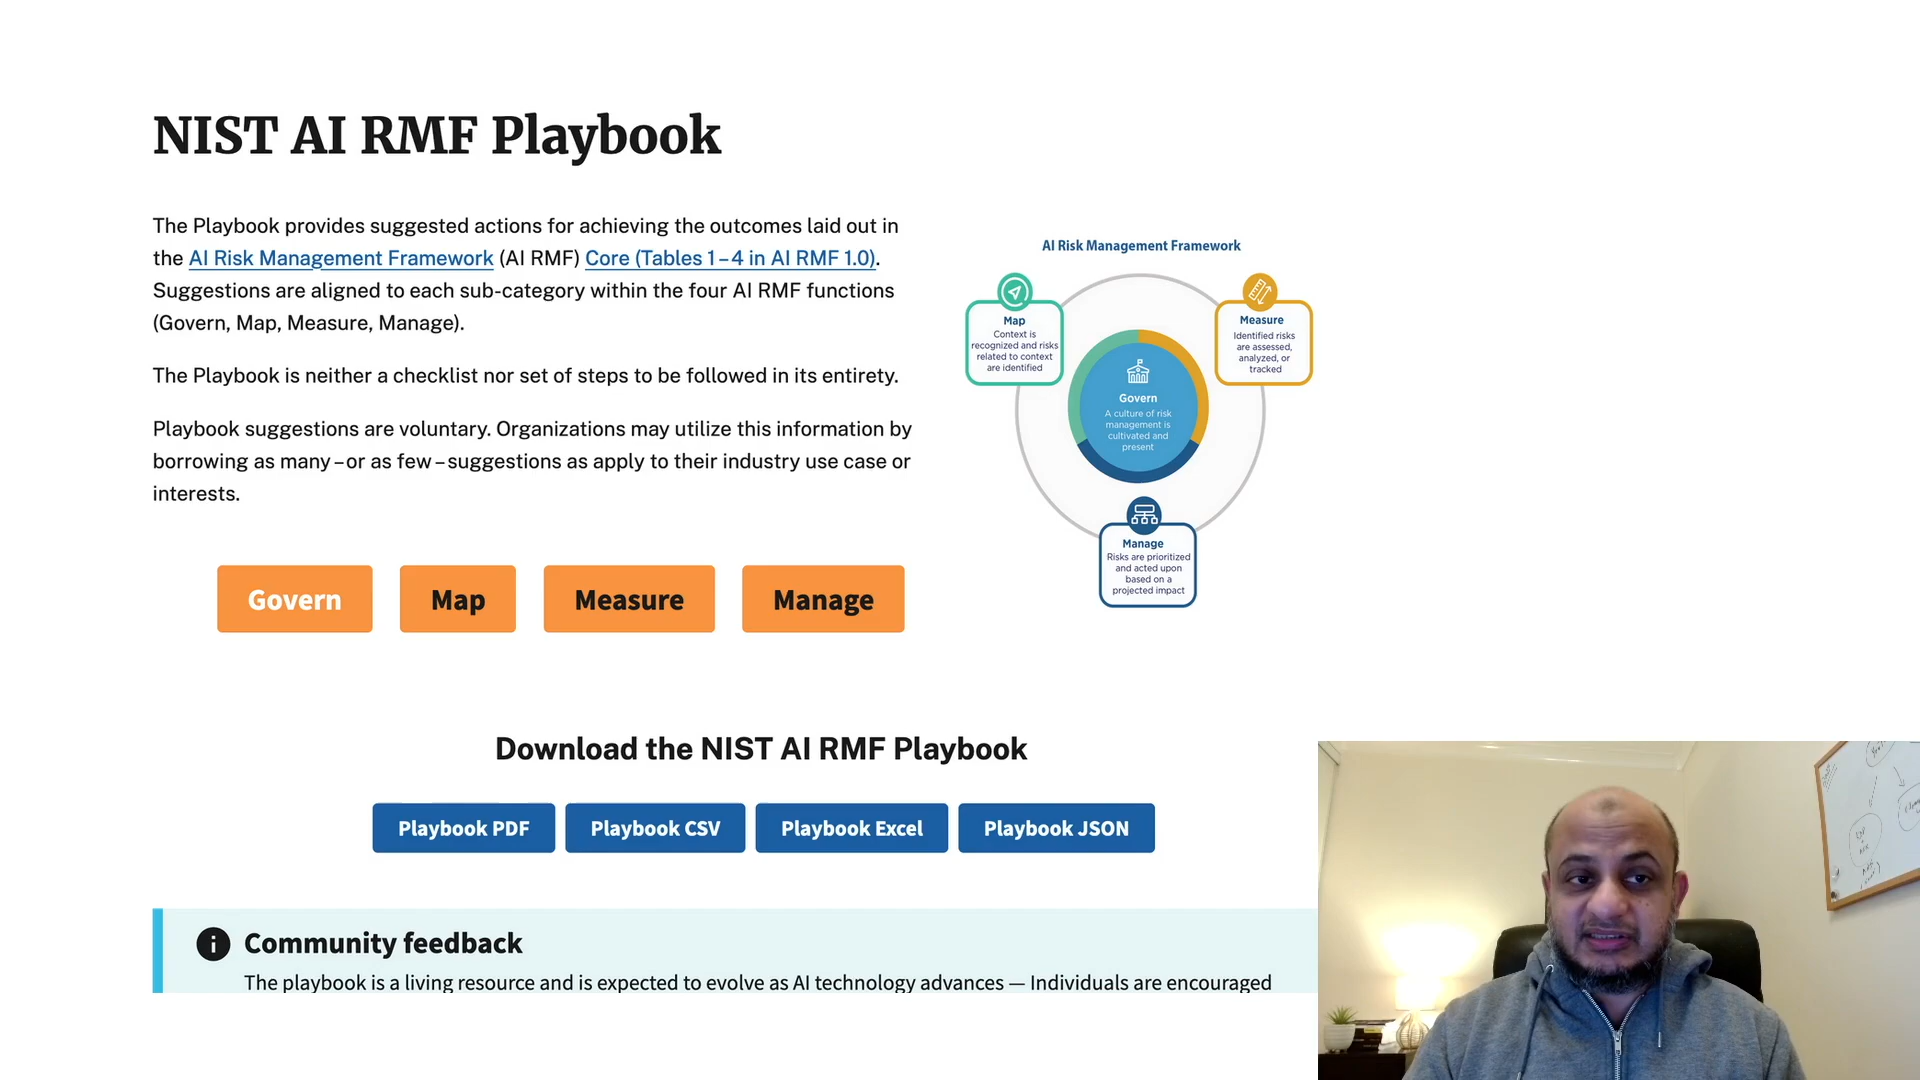 NIST AI RMF Playbook
The Playbook provides suggested actions for achieving the outcomes laid out in
the AI Risk Management Framework (AI RMF) Core (Tables 1–4 in AI RMF 1.0).
Suggestions are aligned to each sub-category within the four AI RMF functions
(Govern, Map, Measure, Manage).
The Playbook is neither a checklist nor set of steps to be followed in its entirety.
Playbook suggestions are voluntary. Organizations may utilize this information by
borrowing as many – or as few – suggestions as apply to their industry use case or
interests.
Govern
Map
Measure
Manage
AI Risk Management Framework
Map
Context is
recognized and risks
related to context
are identified
Measure
Identified risks
are assessed,
analyzed, or
tracked
Govern
A culture of risk
management is
cultivated and
present
Manage
Risks are prioritized
and acted upon
based on a
projected impact
Download the NIST AI RMF Playbook
Playbook PDF
Playbook CSV
Playbook Excel
Playbook JSON
Community feedback
The playbook is a living resource and is expected to evolve as AI technology advances — Individuals are encouraged